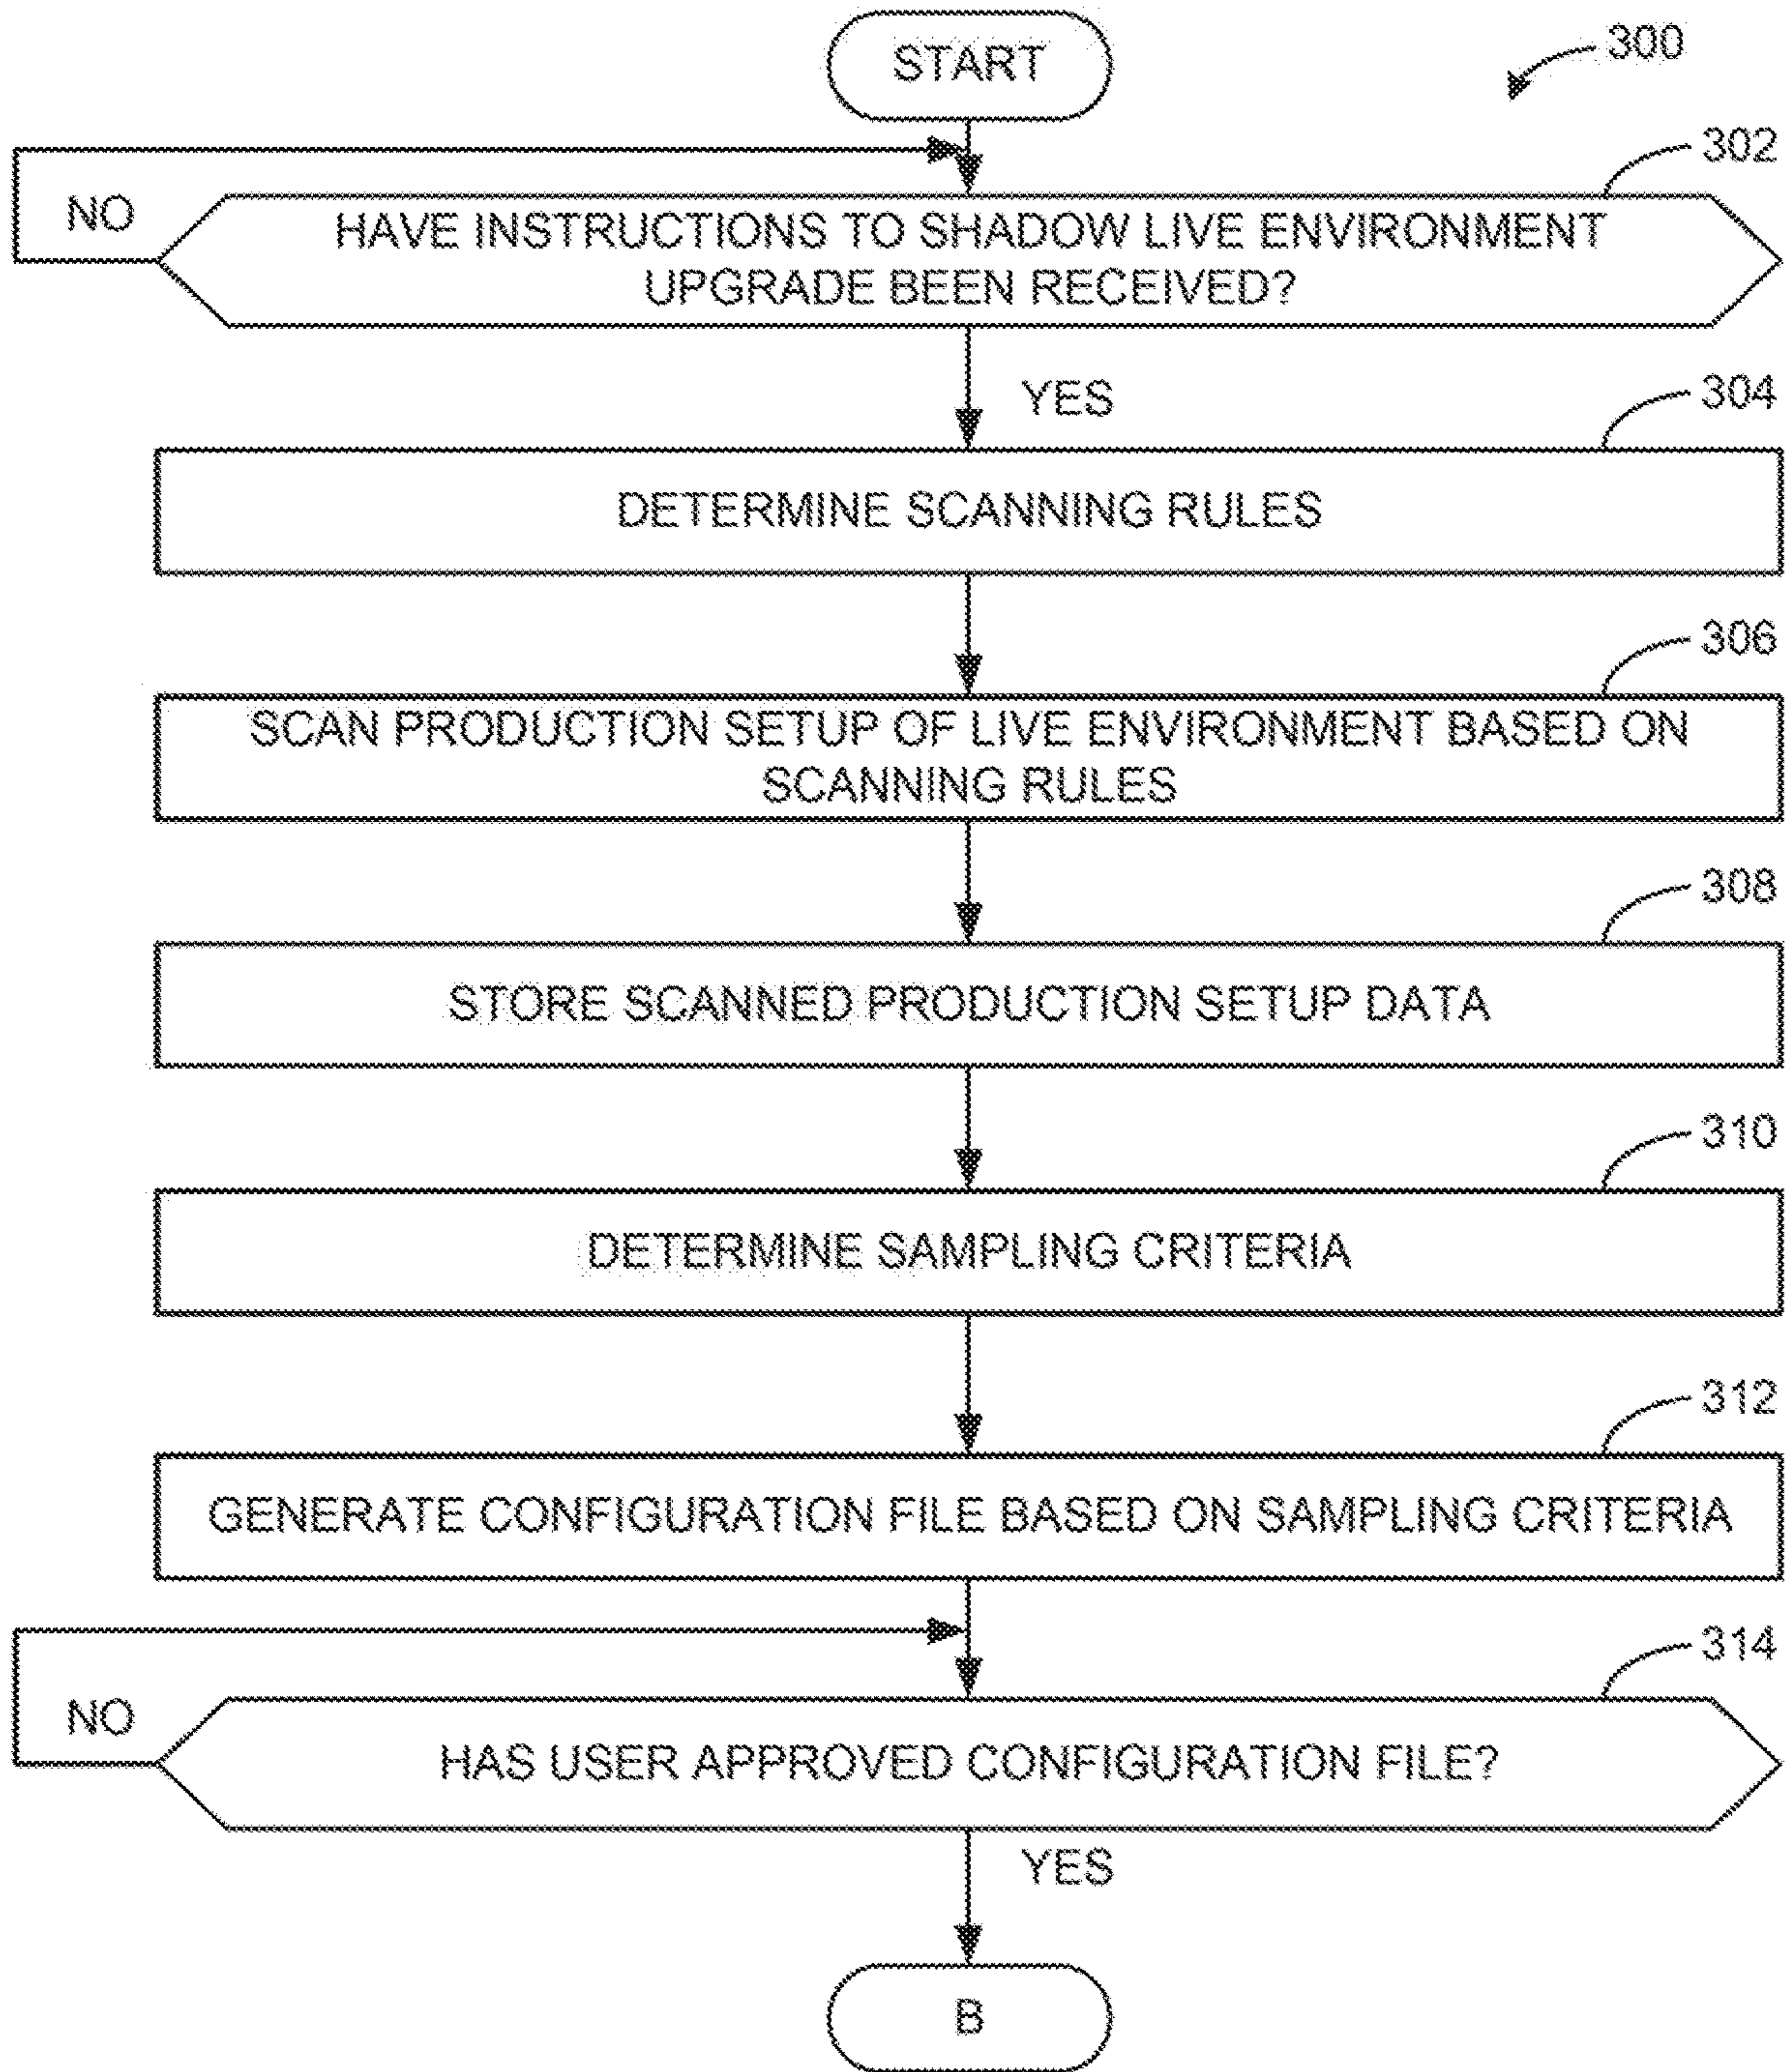 START
300
302
NO
HAVE INSTRUCTIONS TO SHADOW LIVE ENVIRONMENT
UPGRADE BEEN RECEIVED?
YES
304
DETERMINE SCANNING RULES
306
SCAN PRODUCTION SETUP OF LIVE ENVIRONMENT BASED ON
SCANNING RULES
308
STORE SCANNED PRODUCTION SETUP DATA
310
DETERMINE SAMPLING CRITERIA
312
GENERATE CONFIGURATION FILE BASED ON SAMPLING CRITERIA
314
NO
HAS USER APPROVED CONFIGURATION FILE?
YES
B